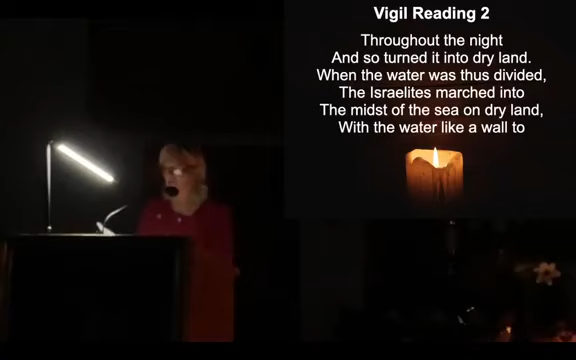 Vigil Reading 2
Throughout the night
And so turned it into dry land.
When the water was thus divided,
The Israelites marched into
The midst of the sea on dry land,
With the water like a wall to